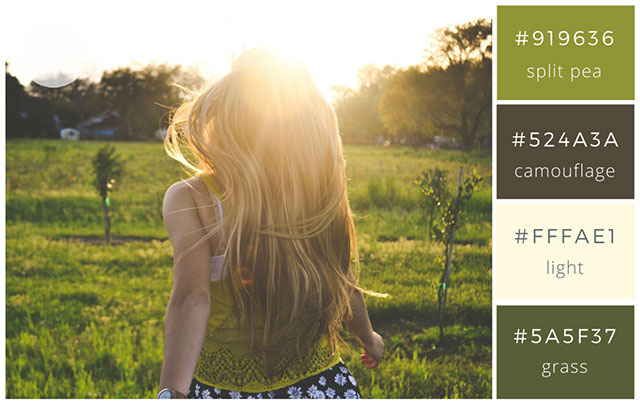 #919636
split pea
#524A3A
camouflage
#FFFAE1
light
#5A5F37
grass